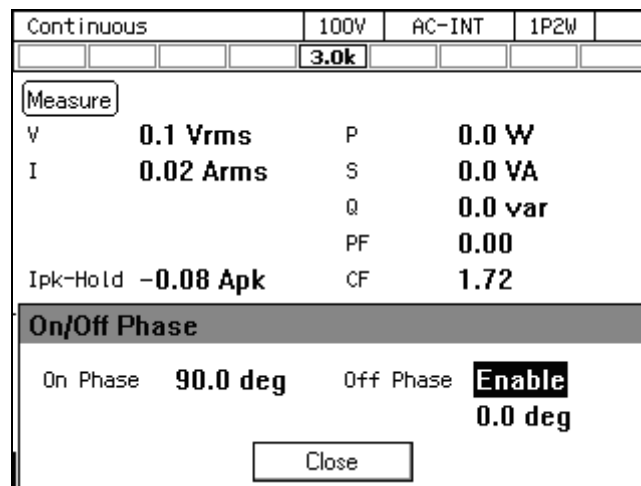 Continuous 100V AC-INT 1P2W
3.0k
Measure
V 0.1 Vrms P 0.0 W
I 0.02 Arms S 0.0 VA
Q 0.0 var
PF 0.00
Ipk-Hold -0.08 Apk CF 1.72
On/Off Phase
On Phase 90.0 deg Off Phase Enable
0.0 deg
Close